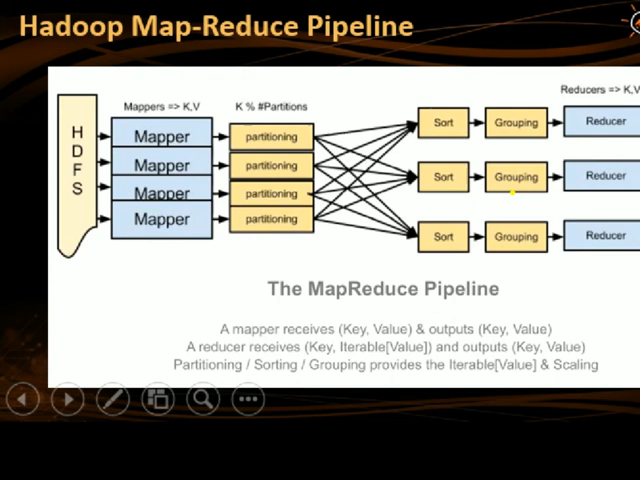 Hadoop Map-Reduce Pipeline
Reducers => K,V
Mappers => K,V
K % #Partitions
H
D
F
S
Mapper
Mapper
Mapper
Mapper
partitioning
partitioning
partitioning
partitioning
Sort
Grouping
Reducer
Sort
Grouping
Reducer
Sort
Grouping
Reducer
The MapReduce Pipeline
A mapper receives (Key, Value) & outputs (Key, Value)
A reducer receives (Key, Iterable[Value]) and outputs (Key, Value)
Partitioning / Sorting / Grouping provides the Iterable[Value] & Scaling